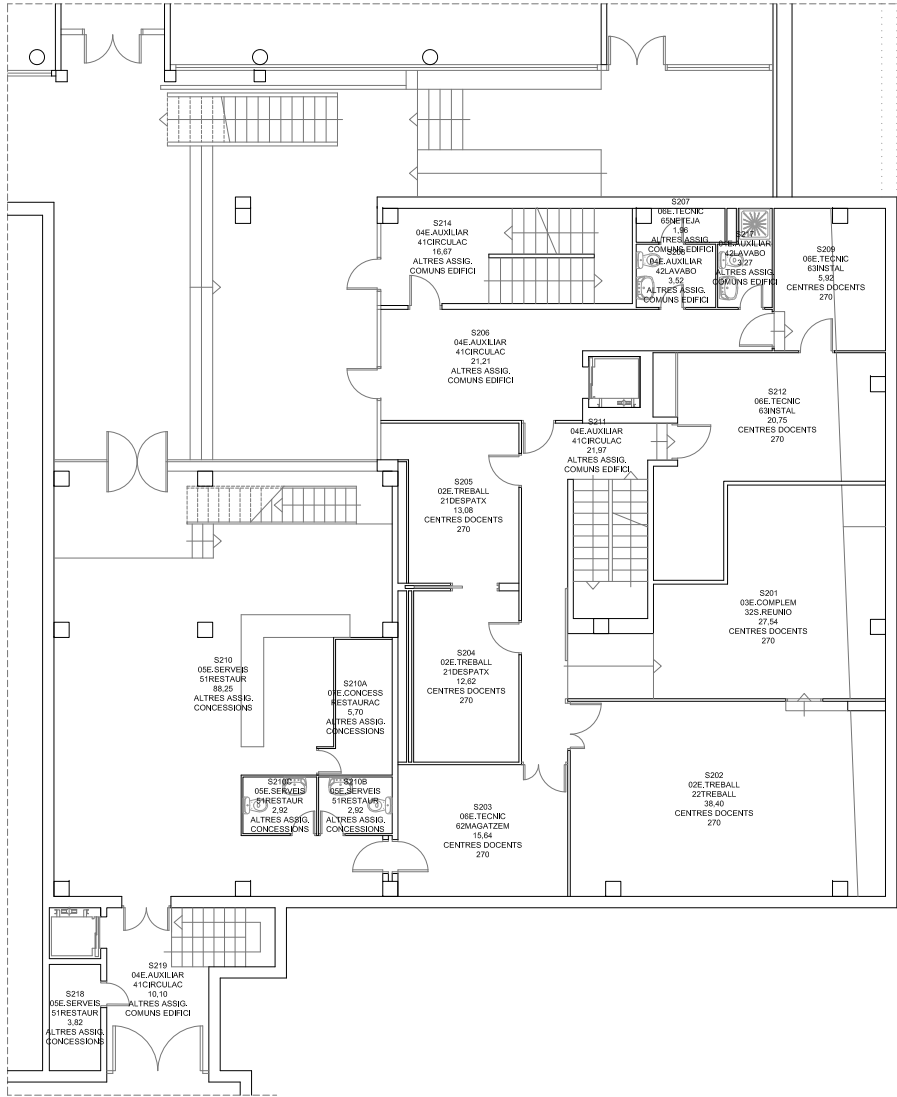 S207
06E.TECNIC
65NETEJA
1,96
ALTRES ASSIG.
COMUNS EDIFICI
S214
04E.AUXILIAR
41CIRCULAC
16,67
ALTRES ASSIG.
COMUNS EDIFICI
S208
04E.AUXILIAR
42LAVABO
3,52
ALTRES ASSIG.
COMUNS EDIFICI
S217
04E.AUXILIAR
42LAVABO
3,27
ALTRES ASSIG.
COMUNS EDIFICI
S209
06E.TECNIC
63INSTAL
5,92
CENTRES DOCENTS
270
S206
04E.AUXILIAR
41CIRCULAC
21,21
ALTRES ASSIG.
COMUNS EDIFICI
S212
06E.TECNIC
63INSTAL
20,75
CENTRES DOCENTS
270
S211
04E.AUXILIAR
41CIRCULAC
21,97
ALTRES ASSIG.
COMUNS EDIFICI
S205
02E.TREBALL
21DESPATX
13,08
CENTRES DOCENTS
270
S201
03E.COMPLEM
32S.REUNIO
27,54
CENTRES DOCENTS
270
S204
02E.TREBALL
21DESPATX
12,62
CENTRES DOCENTS
270
S210
05E.SERVEIS
51RESTAUR
88,25
ALTRES ASSIG.
CONCESSIONS
S210A
07E.CONCESS
RESTAURAC
5,70
ALTRES ASSIG.
CONCESSIONS
S210C
05E.SERVEIS
51RESTAUR
2,92
ALTRES ASSIG.
CONCESSIONS
S210B
05E.SERVEIS
51RESTAUR
2,92
ALTRES ASSIG.
CONCESSIONS
S203
06E.TECNIC
62MAGATZEM
15,64
CENTRES DOCENTS
270
S202
02E.TREBALL
22TREBALL
38,40
CENTRES DOCENTS
270
S219
04E.AUXILIAR
41CIRCULAC
10,10
ALTRES ASSIG.
COMUNS EDIFICI
S218
05E.SERVEIS
51RESTAUR
3,82
ALTRES ASSIG.
CONCESSIONS